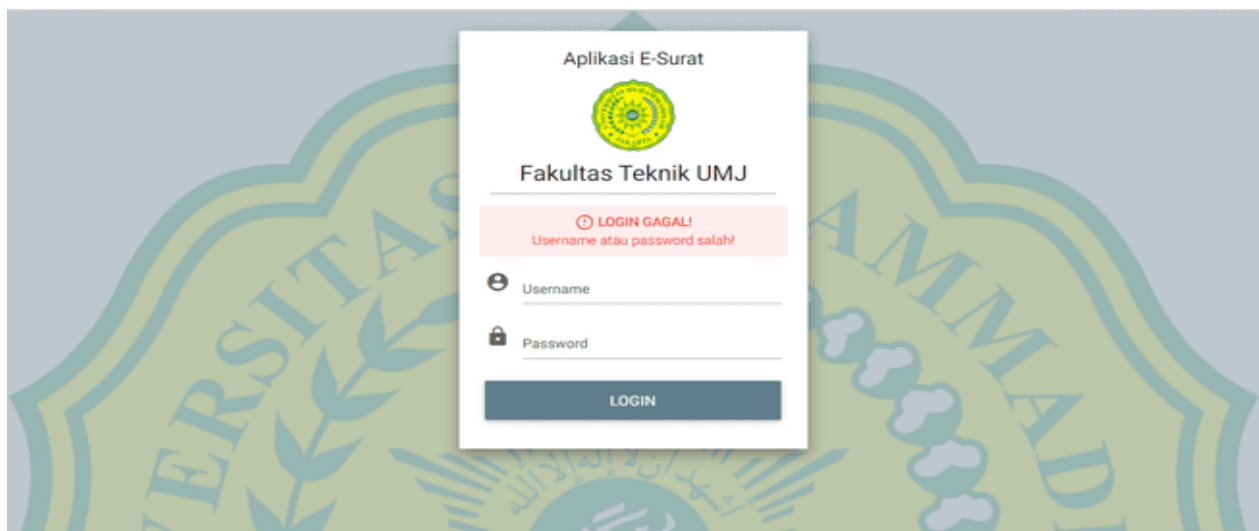 Aplikasi E-Surat
Fakultas Teknik UMJ
LOGIN GAGAL!
Username atau password salah!
Username
Password
LOGIN